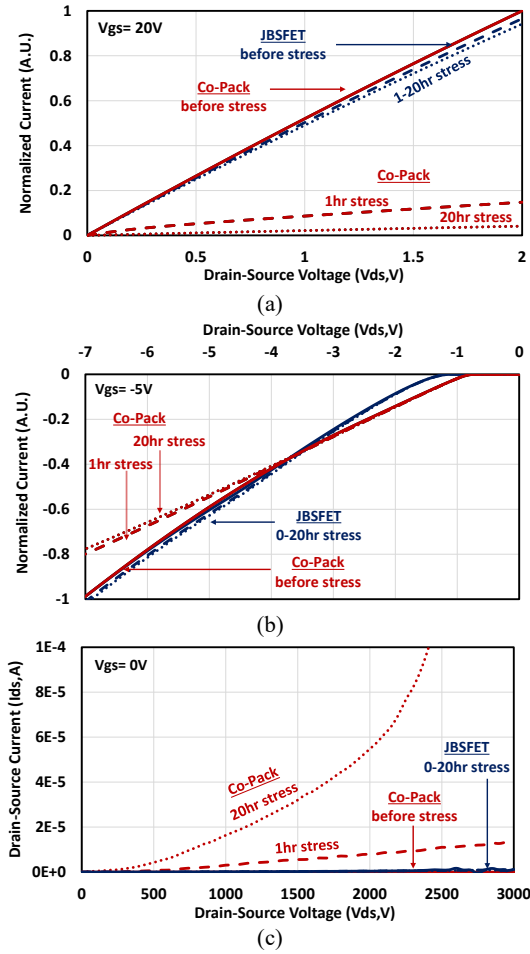 Vgs= 20V
JBSFET
before stress
Co-Pack
before stress
1-20hr stress
Co-Pack
1hr stress
20hr stress
Normalized Current (A.U.)
1
0.8
0.6
0.4
0.2
0
0 0.5 1 1.5 2
Drain-Source Voltage (Vds,V)
(a)
Drain-Source Voltage (Vds,V)
-7 -6 -5 -4 -3 -2 -1 0
Vgs= -5V
Co-Pack
20hr stress
1hr stress
JBSFET
0-20hr stress
Co-Pack
before stress
Normalized Current (A.U.)
0
-0.2
-0.4
-0.6
-0.8
-1
(b)
Vgs= 0V
Co-Pack
20hr stress
JBSFET
0-20hr stress
Co-Pack
before stress
1hr stress
Drain-Source Current (Ids,A)
1E-4
8E-5
6E-5
4E-5
2E-5
0E+0
0 500 1000 1500 2000 2500 3000
Drain-Source Voltage (Vds,V)
(c)